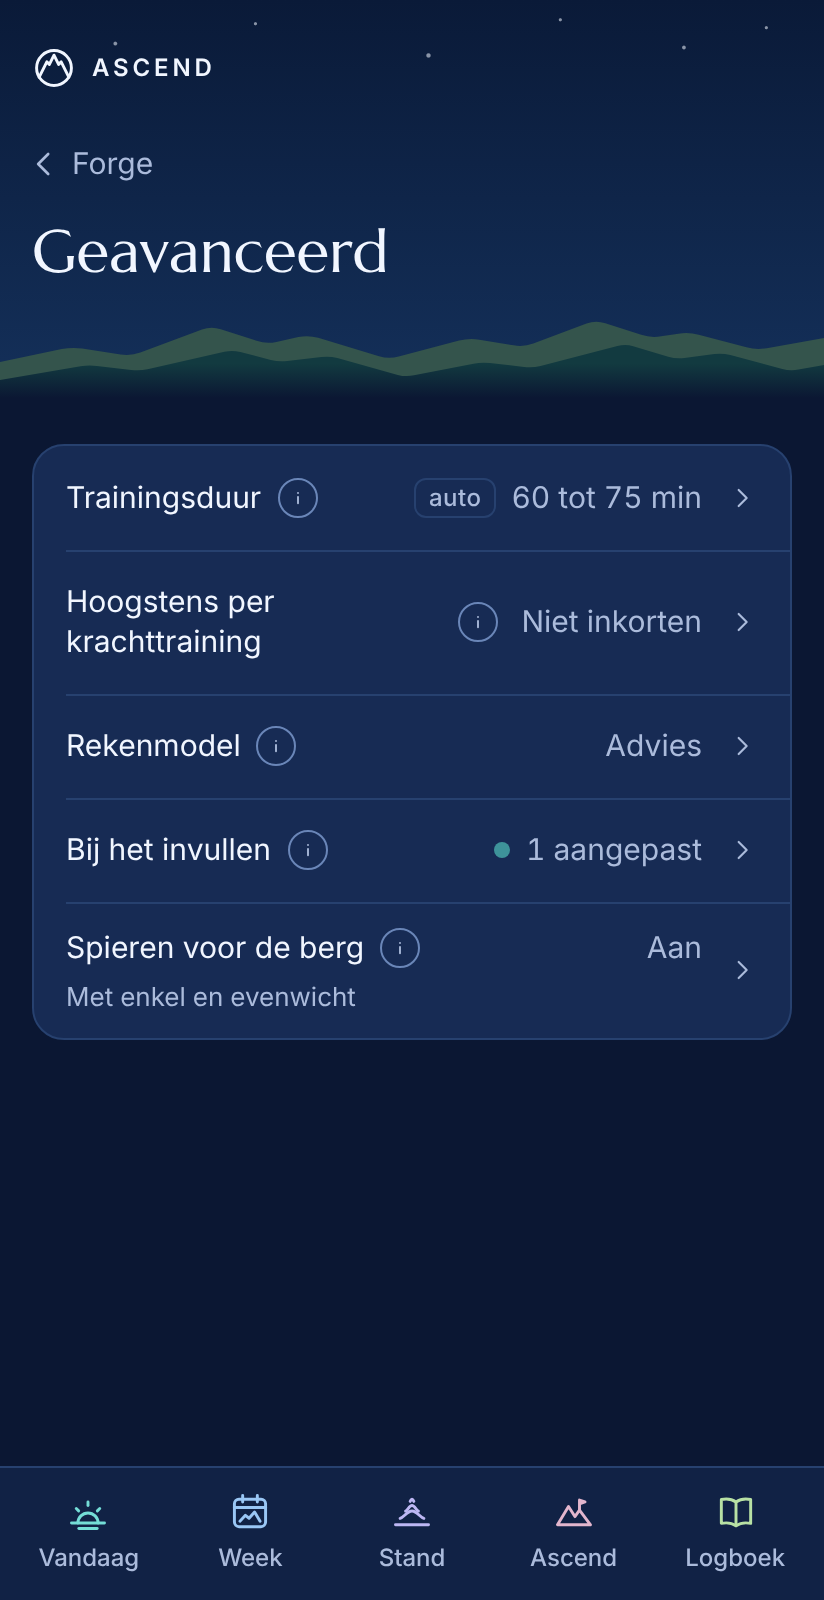 ASCEND
Forge
Geavanceerd
Trainingsduur i auto 60 tot 75 min
Hoogstens per
krachttraining i Niet inkorten
Rekenmodel i Advies
Bij het invullen i 1 aangepast
Spieren voor de berg i Aan
Met enkel en evenwicht
Vandaag Week Stand Ascend Logboek